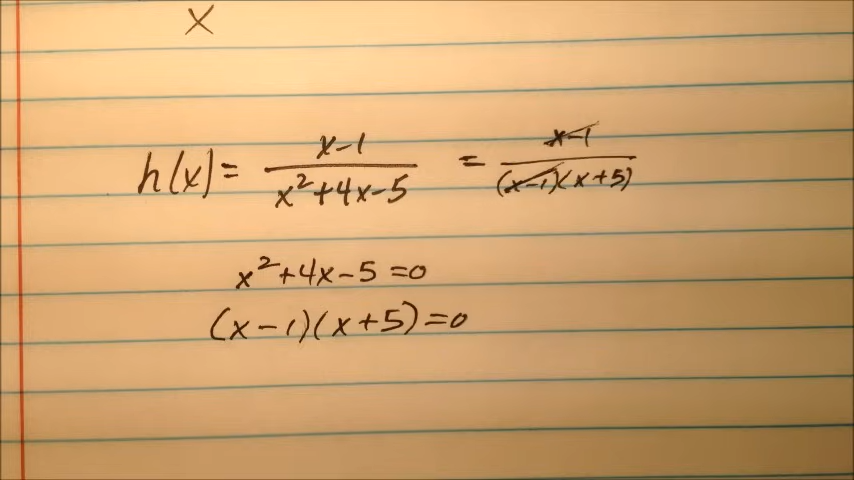 x
h(x) = x-1 / x²+4x-5 = x-1 / (x-1)(x+5)
x²+4x-5=0
(x-1)(x+5)=0